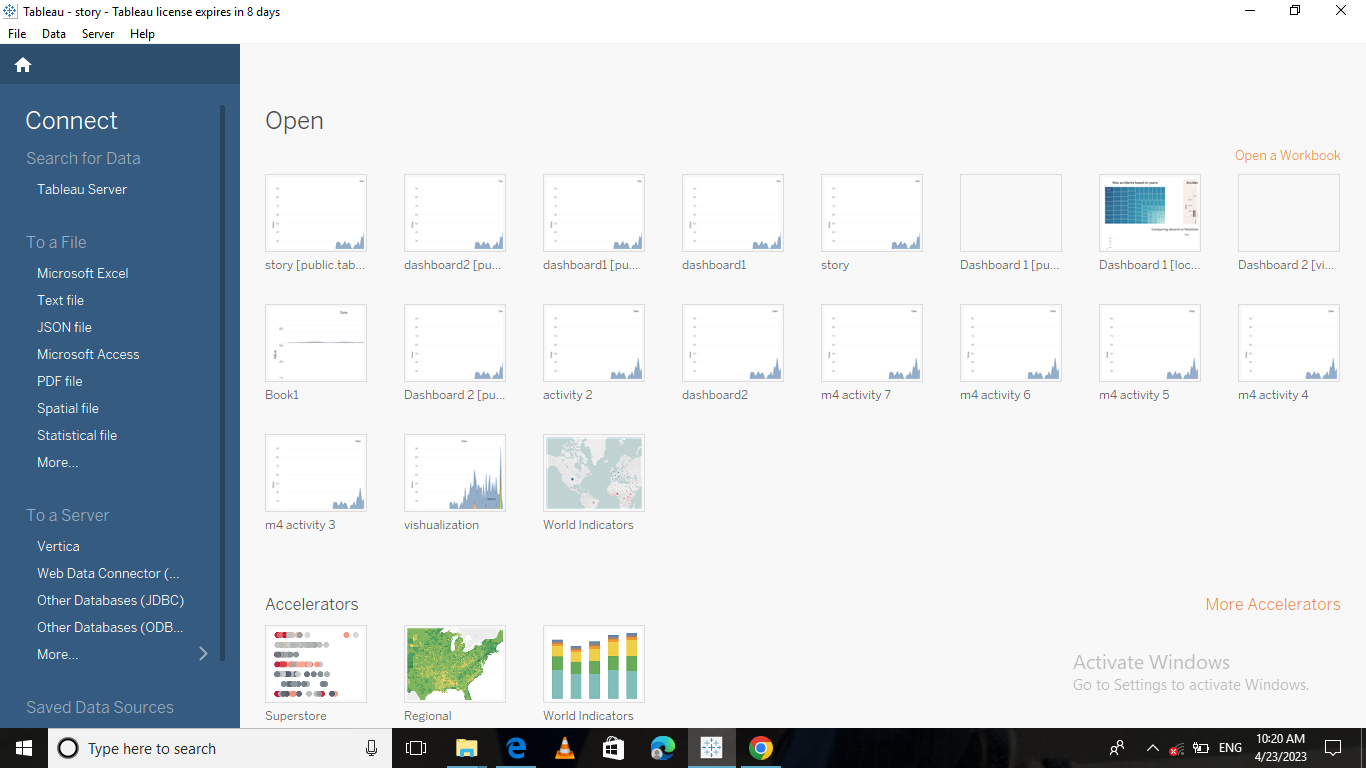 Tableau - story - Tableau license expires in 8 days
File Data Server Help
Connect
Search for Data
Tableau Server
To a File
Microsoft Excel
Text file
JSON file
Microsoft Access
PDF file
Spatial file
Statistical file
More...
To a Server
Vertica
Web Data Connector (...
Other Databases (JDBC)
Other Databases (ODB...
More...
Saved Data Sources
Open
Open a Workbook
story [public.tab...
dashboard2 [pu...
dashboard1 [pu...
dashboard1
story
Dashboard 1 [pu...
Dashboard 1 [loc...
Dashboard 2 [vi...
Book1
Dashboard 2 [pu...
activity 2
dashboard2
m4 activity 7
m4 activity 6
m4 activity 5
m4 activity 4
m4 activity 3
vishualization
World Indicators
Accelerators
More Accelerators
Superstore
Regional
World Indicators
Activate Windows
Go to Settings to activate Windows.
Type here to search
ENG
10:20 AM
4/23/2023